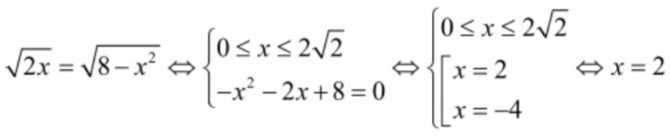 √2x = √8 − x² ⇔ { 0 ≤ x ≤ 2√2 −x² − 2x + 8 = 0 ⇔ { 0 ≤ x ≤ 2√2 [ x = 2 x = −4 ⇔ x = 2